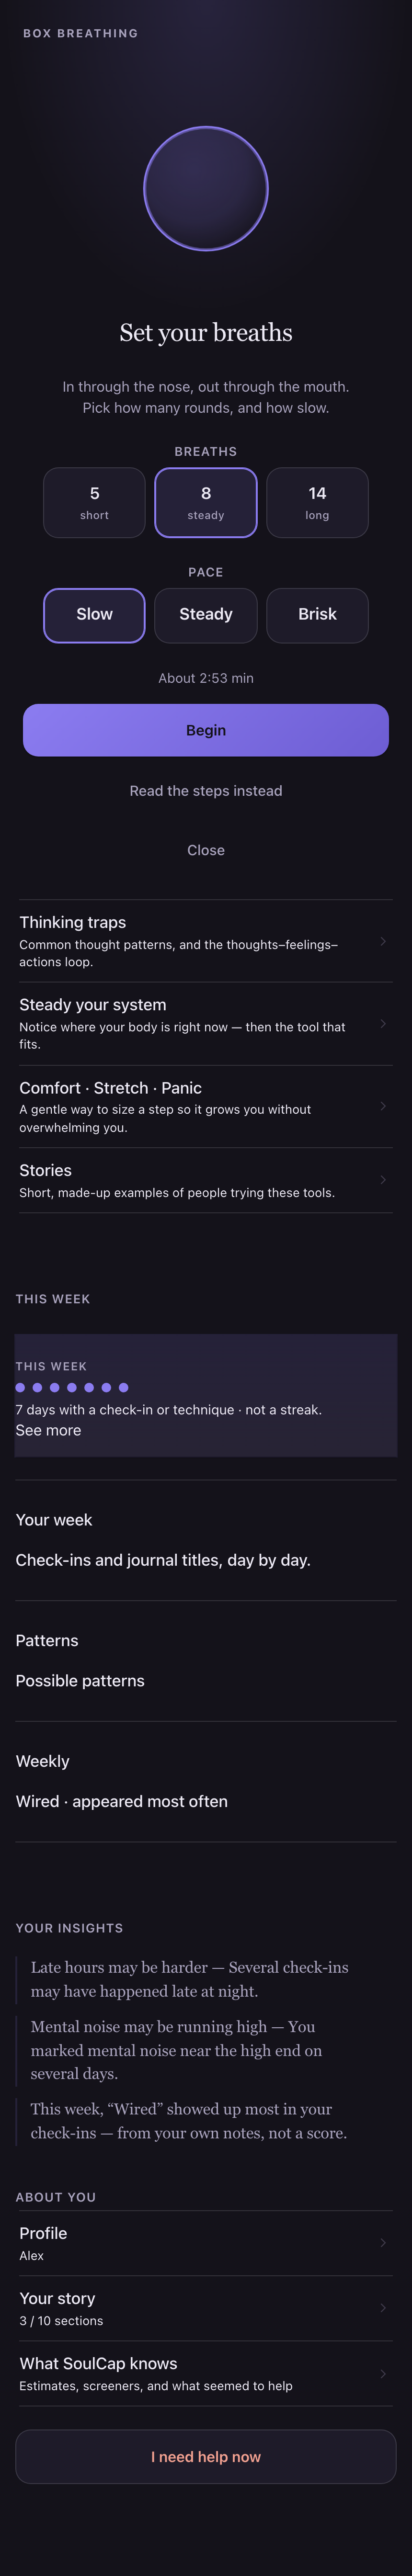 BOX BREATHING
Set your breaths
In through the nose, out through the mouth.
Pick how many rounds, and how slow.
BREATHS
5
short
8
steady
14
long
PACE
Slow
Steady
Brisk
About 2:53 min
Begin
Read the steps instead
Close
Thinking traps
Common thought patterns, and the thoughts–feelings–
actions loop.
Steady your system
Notice where your body is right now — then the tool that
fits.
Comfort · Stretch · Panic
A gentle way to size a step so it grows you without
overwhelming you.
Stories
Short, made-up examples of people trying these tools.
THIS WEEK
THIS WEEK
7 days with a check-in or technique · not a streak.
See more
Your week
Check-ins and journal titles, day by day.
Patterns
Possible patterns
Weekly
Wired · appeared most often
YOUR INSIGHTS
Late hours may be harder — Several check-ins
may have happened late at night.
Mental noise may be running high — You
marked mental noise near the high end on
several days.
This week, “Wired” showed up most in your
check-ins — from your own notes, not a score.
ABOUT YOU
Profile
Alex
Your story
3 / 10 sections
What SoulCap knows
Estimates, screeners, and what seemed to help
I need help now